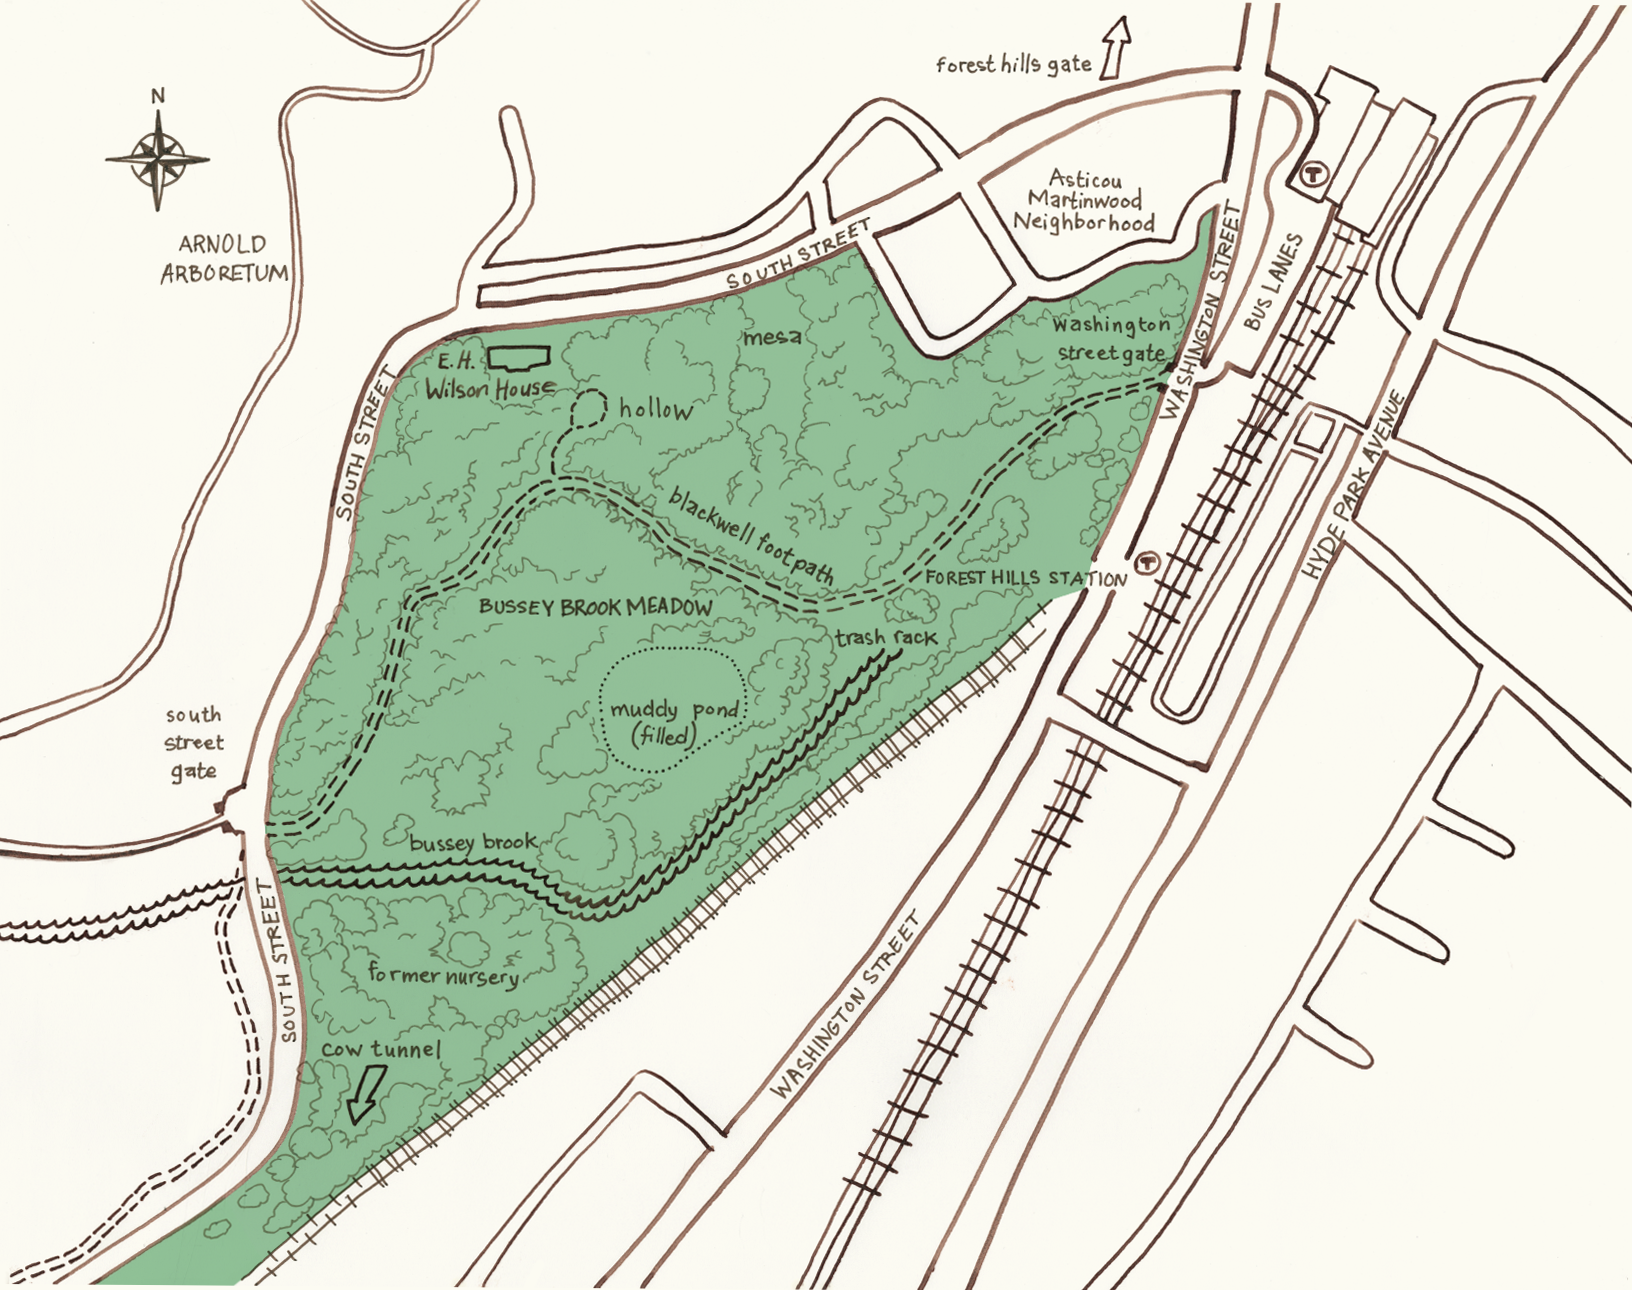 forest hills gate
N
Asticou
Martinwood
Neighborhood
T
ARNOLD
ARBORETUM
SOUTH STREET
WASHINGTON STREET
BUS LANES
mesa
Washington
street gate
E.H.
Wilson House
hollow
SOUTH STREET
WASHINGTON
HYDE PARK AVENUE
blackwell footpath
T
FOREST HILLS STATION
BUSSEY BROOK MEADOW
trash rack
muddy pond
(filled)
south
street
gate
bussey brook
SOUTH STREET
former nursery
WASHINGTON STREET
cow tunnel